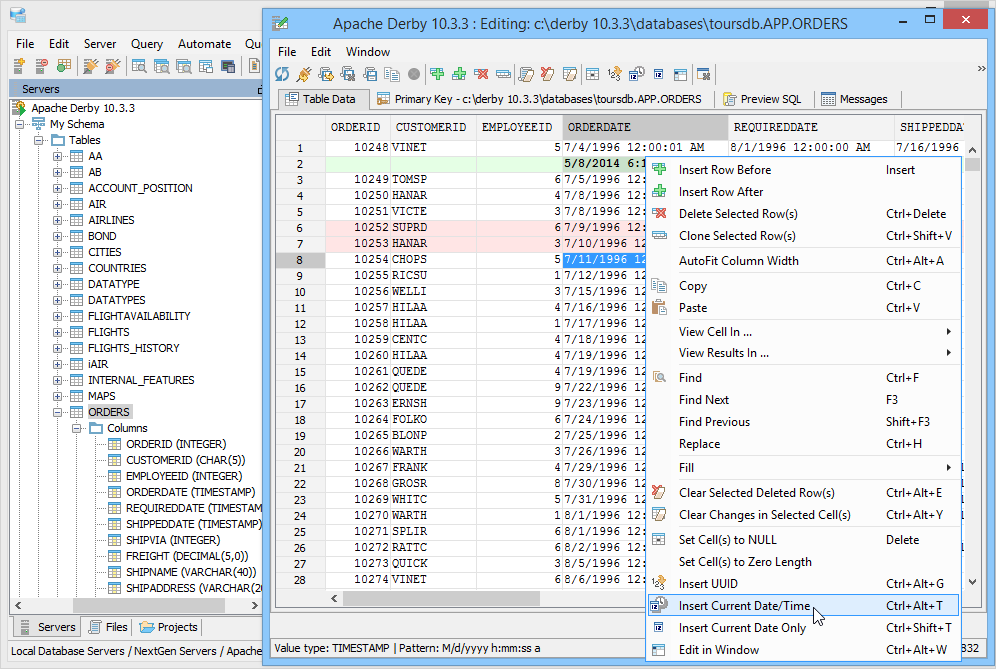 File Edit Server Query Automate Qu
Servers
Apache Derby 10.3.3
My Schema
Tables
AA
AB
ACCOUNT_POSITION
AIR
AIRLINES
BOND
CITIES
COUNTRIES
DATATYPE
DATATYPES
FLIGHTAVAILABILITY
FLIGHTS
FLIGHTS_HISTORY
iAIR
INTERNAL_FEATURES
MAPS
ORDERS
Columns
ORDERID (INTEGER)
CUSTOMERID (CHAR(5))
EMPLOYEEID (INTEGER)
ORDERDATE (TIMESTAMP)
REQUIREDDATE (TIMESTAM
SHIPPEDDATE (TIMESTAMP)
SHIPVIA (INTEGER)
FREIGHT (DECIMAL(5,0))
SHIPNAME (VARCHAR(40))
SHIPADDRESS (VARCHAR(2
Servers Files Projects
Local Database Servers / NextGen Servers / Apache
Apache Derby 10.3.3 : Editing: c:\derby 10.3.3\databases\toursdb.APP.ORDERS
File Edit Window
Table Data Primary Key - c:\derby 10.3.3\databases\toursdb.APP.ORDERS Preview SQL Messages
ORDERID CUSTOMERID EMPLOYEEID ORDERDATE REQUIREDDATE SHIPPEDDA
1 10248 VINET 5 7/4/1996 12:00:01 AM 8/1/1996 12:00:00 AM 7/16/1996
2 5/8/2014 6:1
3 10249 TOMSP 6 7/5/1996 12:
4 10250 HANAR 4 7/8/1996 12:
5 10251 VICTE 3 7/8/1996 12:
6 10252 SUPRD 6 7/9/1996 12:
7 10253 HANAR 3 7/10/1996 12
8 10254 CHOPS 5 7/11/1996 12
9 10255 RICSU 1 7/12/1996 12
10 10256 WELLI 3 7/15/1996 12
11 10257 HILAA 4 7/16/1996 12
12 10258 HILAA 1 7/17/1996 12
13 10259 CENTC 4 7/18/1996 12
14 10260 HILAA 4 7/19/1996 12
15 10261 QUEDE 4 7/19/1996 12
16 10262 QUEDE 9 7/22/1996 12
17 10263 ERNSH 9 7/23/1996 12
18 10264 FOLKO 6 7/24/1996 12
19 10265 BLONP 2 7/25/1996 12
20 10266 WARTH 3 7/26/1996 12
21 10267 FRANK 4 7/29/1996 12
22 10268 GROSR 8 7/30/1996 12
23 10269 WHITC 5 7/31/1996 12
24 10270 WARTH 1 8/1/1996 12:
25 10271 SPLIR 6 8/1/1996 12:
26 10272 RATTC 6 8/2/1996 12:
27 10273 QUICK 3 8/5/1996 12:
28 10274 VINET 6 8/6/1996 12:
Insert Row Before Insert
Insert Row After
Delete Selected Row(s) Ctrl+Delete
Clone Selected Row(s) Ctrl+Shift+V
AutoFit Column Width Ctrl+Alt+A
Copy Ctrl+C
Paste Ctrl+V
View Cell In ...
View Results In ...
Find Ctrl+F
Find Next F3
Find Previous Shift+F3
Replace Ctrl+H
Fill
Clear Selected Deleted Row(s) Ctrl+Alt+E
Clear Changes in Selected Cell(s) Ctrl+Alt+Y
Set Cell(s) to NULL Delete
Set Cell(s) to Zero Length
Insert UUID Ctrl+Alt+G
Insert Current Date/Time Ctrl+Alt+T
Insert Current Date Only Ctrl+Shift+T
Edit in Window Ctrl+Alt+W
Value type: TIMESTAMP | Pattern: M/d/yyyy h:mm:ss a
832